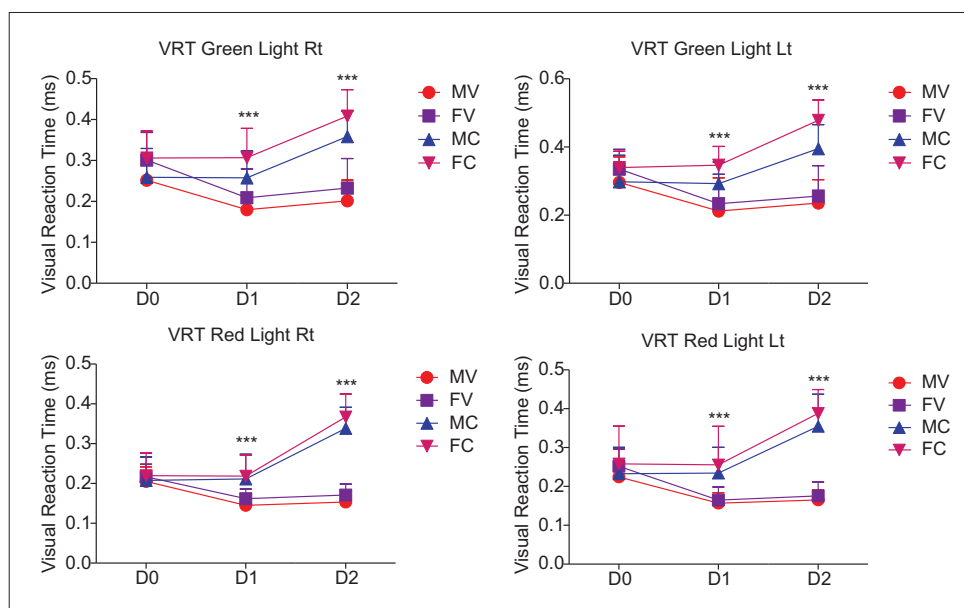 VRT Green Light Rt
Visual Reaction Time (ms)
0.5
0.4
0.3
0.2
0.1
0.0
***
***
D0 D1 D2
MV
FV
MC
FC
VRT Green Light Lt
Visual Reaction Time (ms)
0.6
0.4
0.2
0.0
***
***
D0 D1 D2
MV
FV
MC
FC
VRT Red Light Rt
Visual Reaction Time (ms)
0.5
0.4
0.3
0.2
0.1
0.0
***
***
D0 D1 D2
MV
FV
MC
FC
VRT Red Light Lt
Visual Reaction Time (ms)
0.5
0.4
0.3
0.2
0.1
0.0
***
***
D0 D1 D2
MV
FV
MC
FC